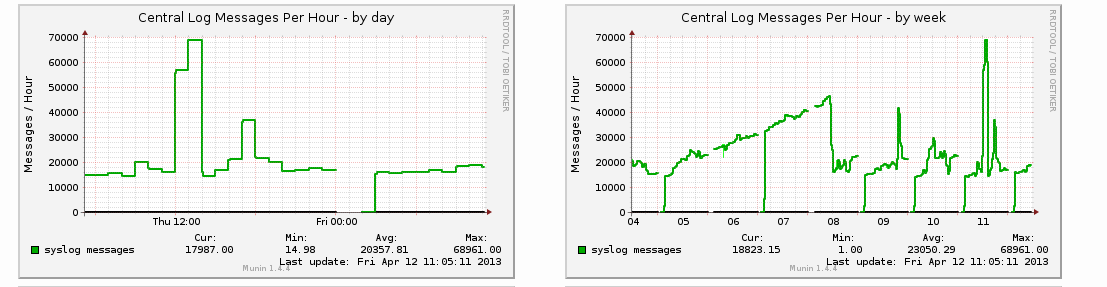 Central Log Messages Per Hour - by day
RRDTOOL / TOBI OETIKER
Messages / Hour
70000
60000
50000
40000
30000
20000
10000
0
Thu 12:00 Fri 00:00
Cur: Min: Avg: Max:
syslog messages 17987.00 14.98 20357.81 68961.00
Last update: Fri Apr 12 11:05:11 2013
Munin 1.4.4
Central Log Messages Per Hour - by week
RRDTOOL / TOBI OETIKER
Messages / Hour
70000
60000
50000
40000
30000
20000
10000
0
04 05 06 07 08 09 10 11
Cur: Min: Avg: Max:
syslog messages 18823.15 1.00 23050.29 68961.00
Last update: Fri Apr 12 11:05:11 2013
Munin 1.4.4